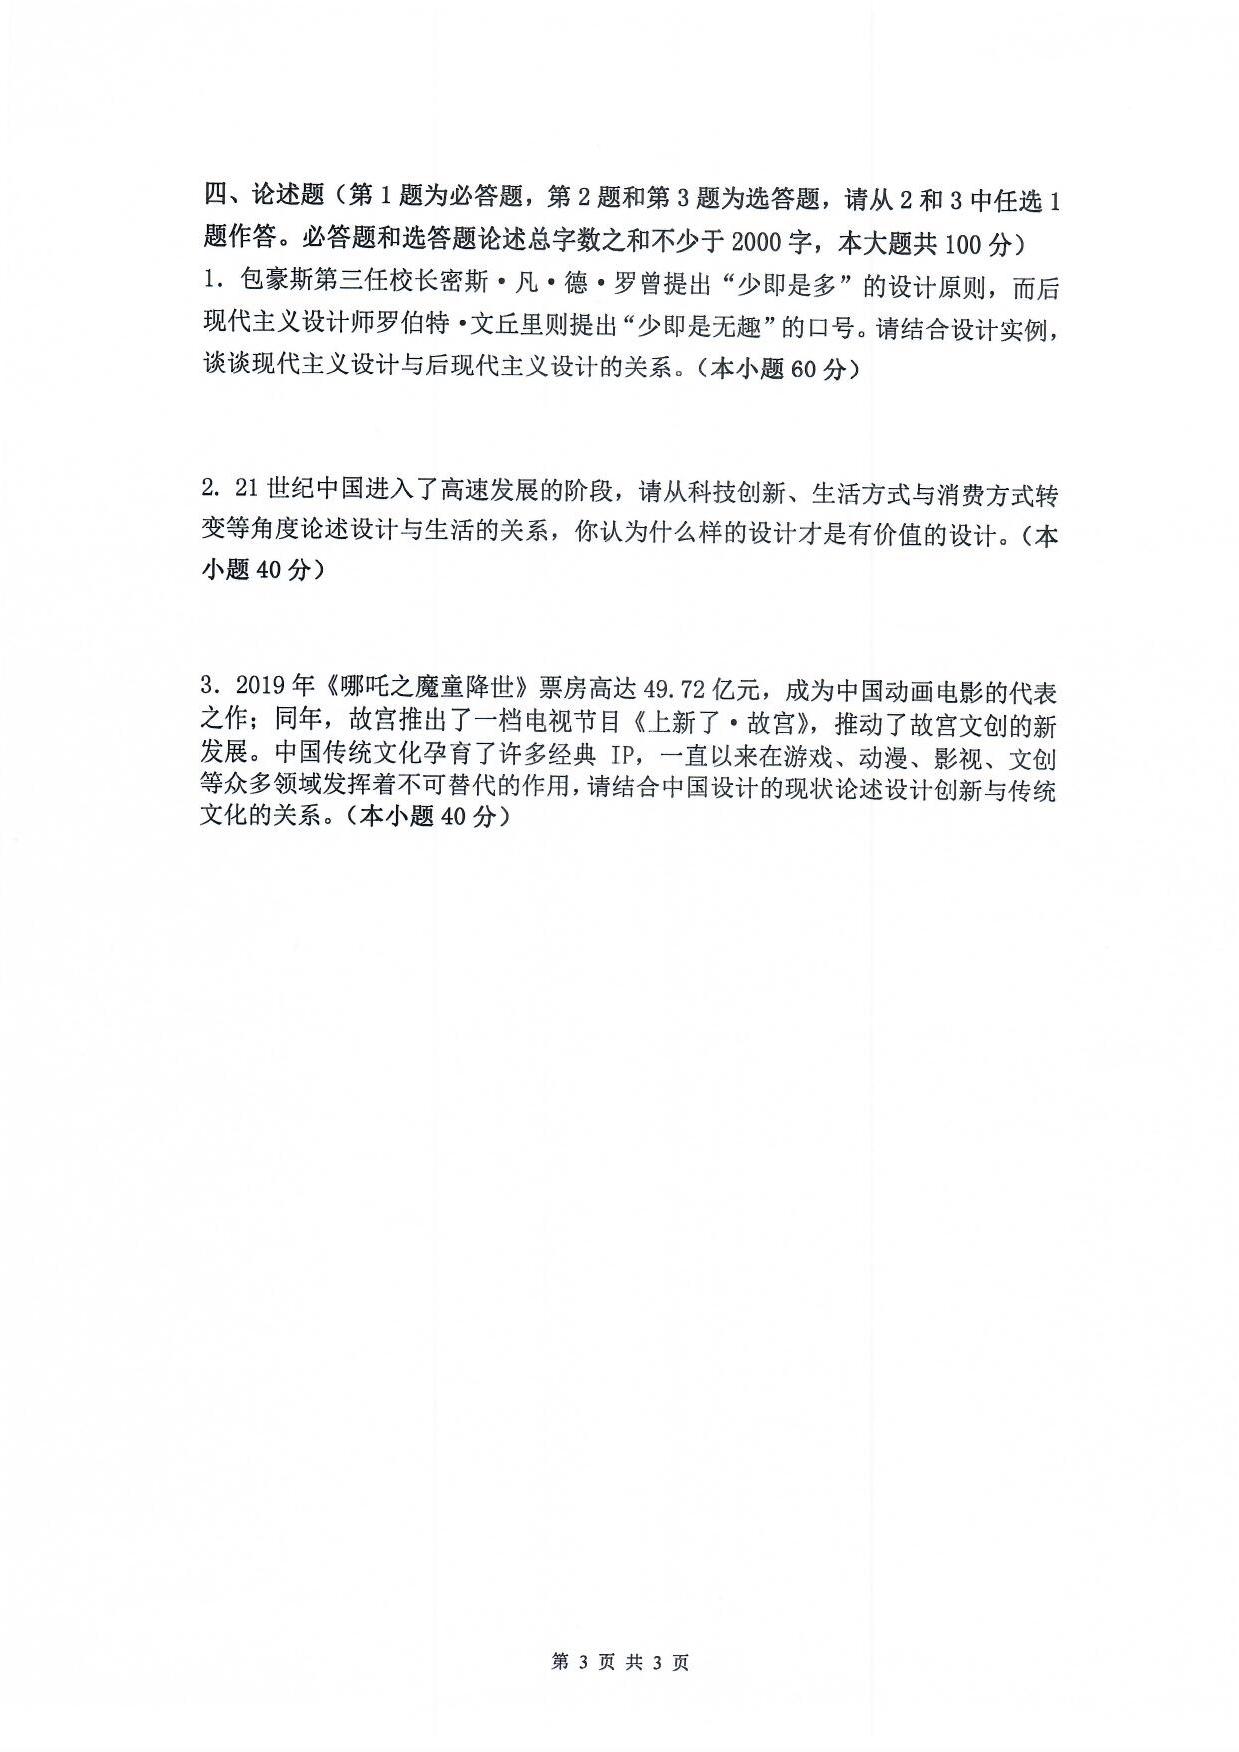 四、论述题（第 1 题为必答题，第 2 题和第 3 题为选答题，请从 2 和 3 中任选 1
题作答。必答题和选答题论述总字数之和不少于 2000 字，本大题共 100 分）
1．包豪斯第三任校长密斯·凡·德·罗曾提出“少即是多”的设计原则，而后
现代主义设计师罗伯特·文丘里则提出“少即是无趣”的口号。请结合设计实例，
谈谈现代主义设计与后现代主义设计的关系。（本小题 60 分）
2. 21 世纪中国进入了高速发展的阶段，请从科技创新、生活方式与消费方式转
变等角度论述设计与生活的关系，你认为什么样的设计才是有价值的设计。（本
小题 40 分）
3．2019 年《哪吒之魔童降世》票房高达 49.72 亿元，成为中国动画电影的代表
之作；同年，故宫推出了一档电视节目《上新了·故宫》，推动了故宫文创的新
发展。中国传统文化孕育了许多经典 IP，一直以来在游戏、动漫、影视、文创
等众多领域发挥着不可替代的作用，请结合中国设计的现状论述设计创新与传统
文化的关系。（本小题 40 分）
第 3 页 共 3 页